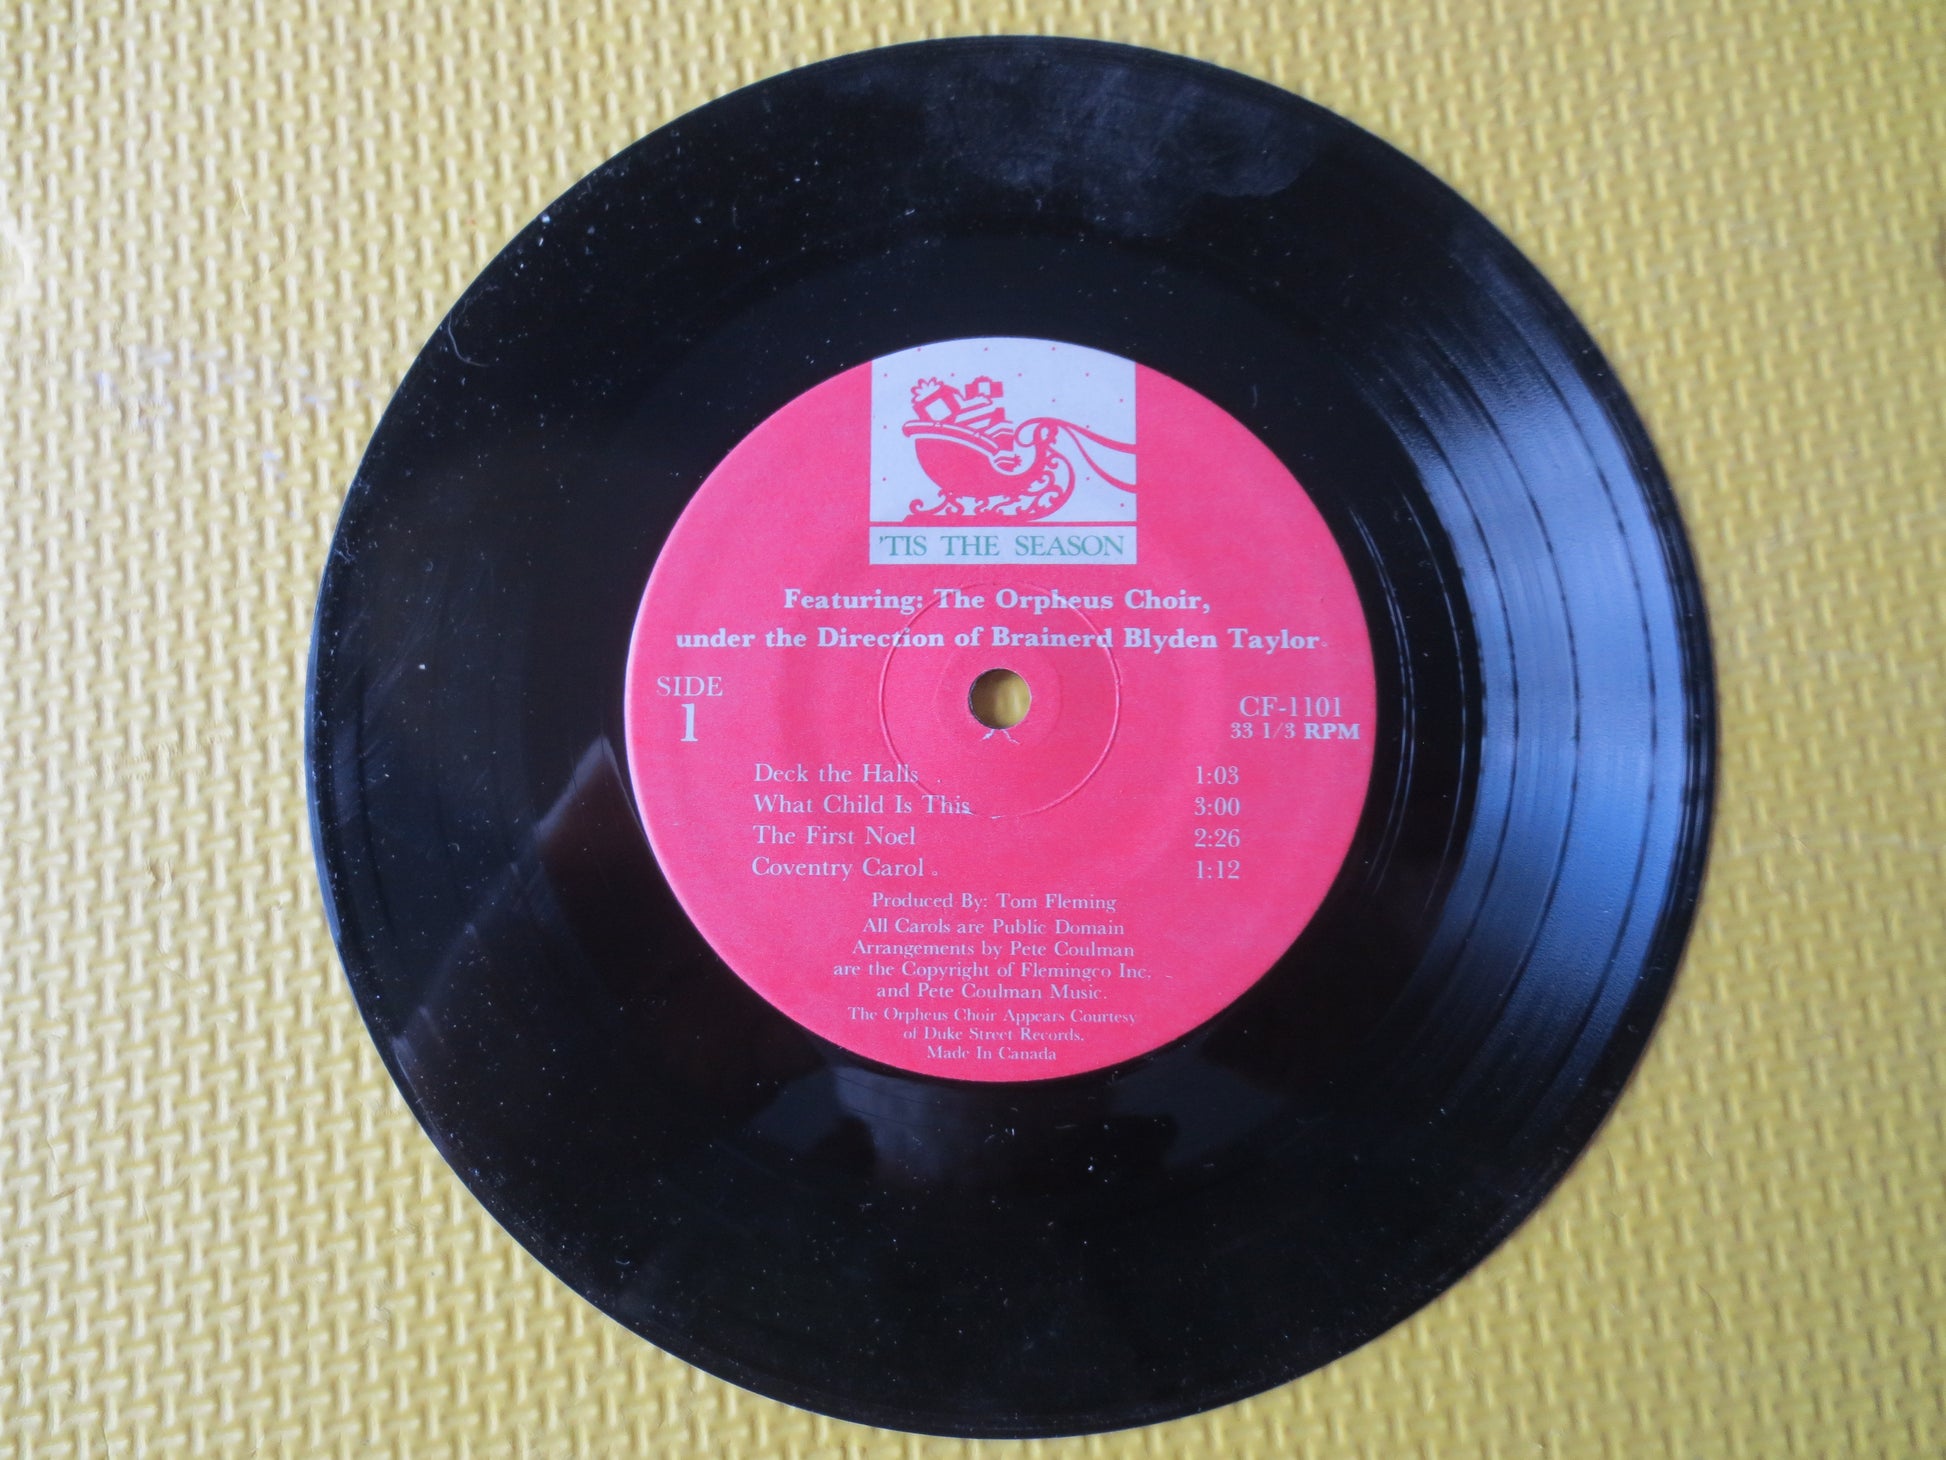 'TIS THE SEASON
Featuring: The Orpheus Choir,
under the Direction of Brainerd Blyden Taylor.
SIDE
1
CF-1101
33 1/3 RPM
Deck the Halls 1:03
What Child Is This 3:00
The First Noel 2:26
Coventry Carol 1:12
Produced By: Tom Fleming
All Carols are Public Domain
Arrangements by Pete Coulman
are the Copyright of Flemingco Inc.
and Pete Coulman Music.
The Orpheus Choir Appears Courtesy
of Duke Street Records.
Made In Canada